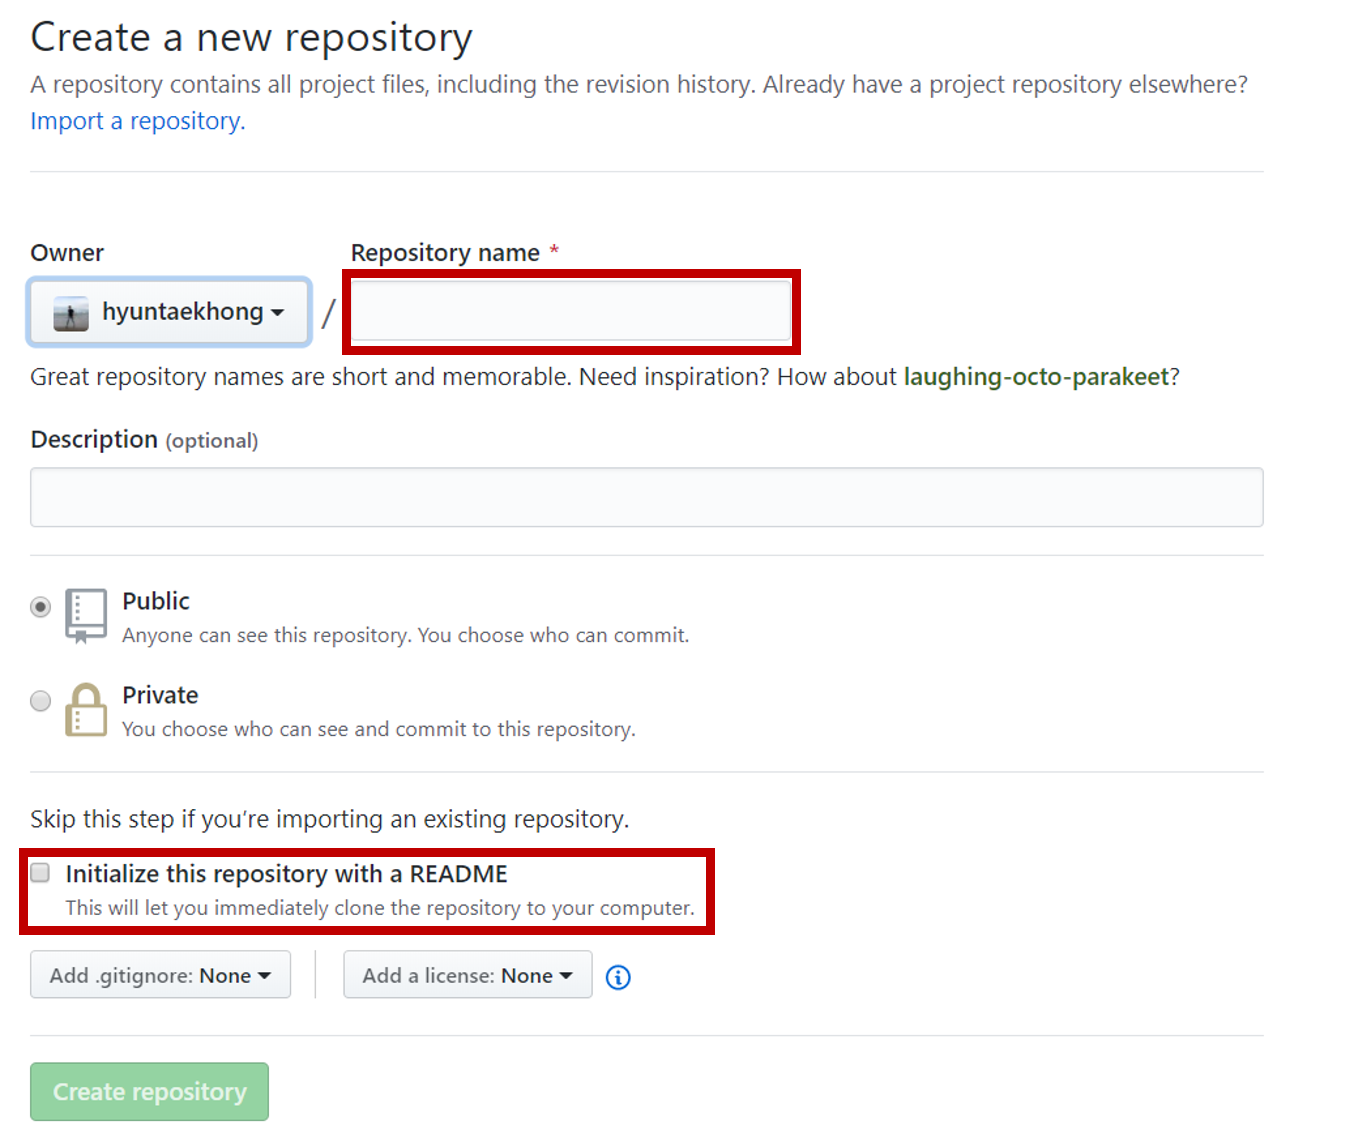 Create a new repository
A repository contains all project files, including the revision history. Already have a project repository elsewhere?
Import a repository.
Owner
Repository name *
hyuntaekhong
/
Great repository names are short and memorable. Need inspiration? How about laughing-octo-parakeet?
Description (optional)
Public
Anyone can see this repository. You choose who can commit.
Private
You choose who can see and commit to this repository.
Skip this step if you’re importing an existing repository.
Initialize this repository with a README
This will let you immediately clone the repository to your computer.
Add .gitignore: None
Add a license: None
Create repository